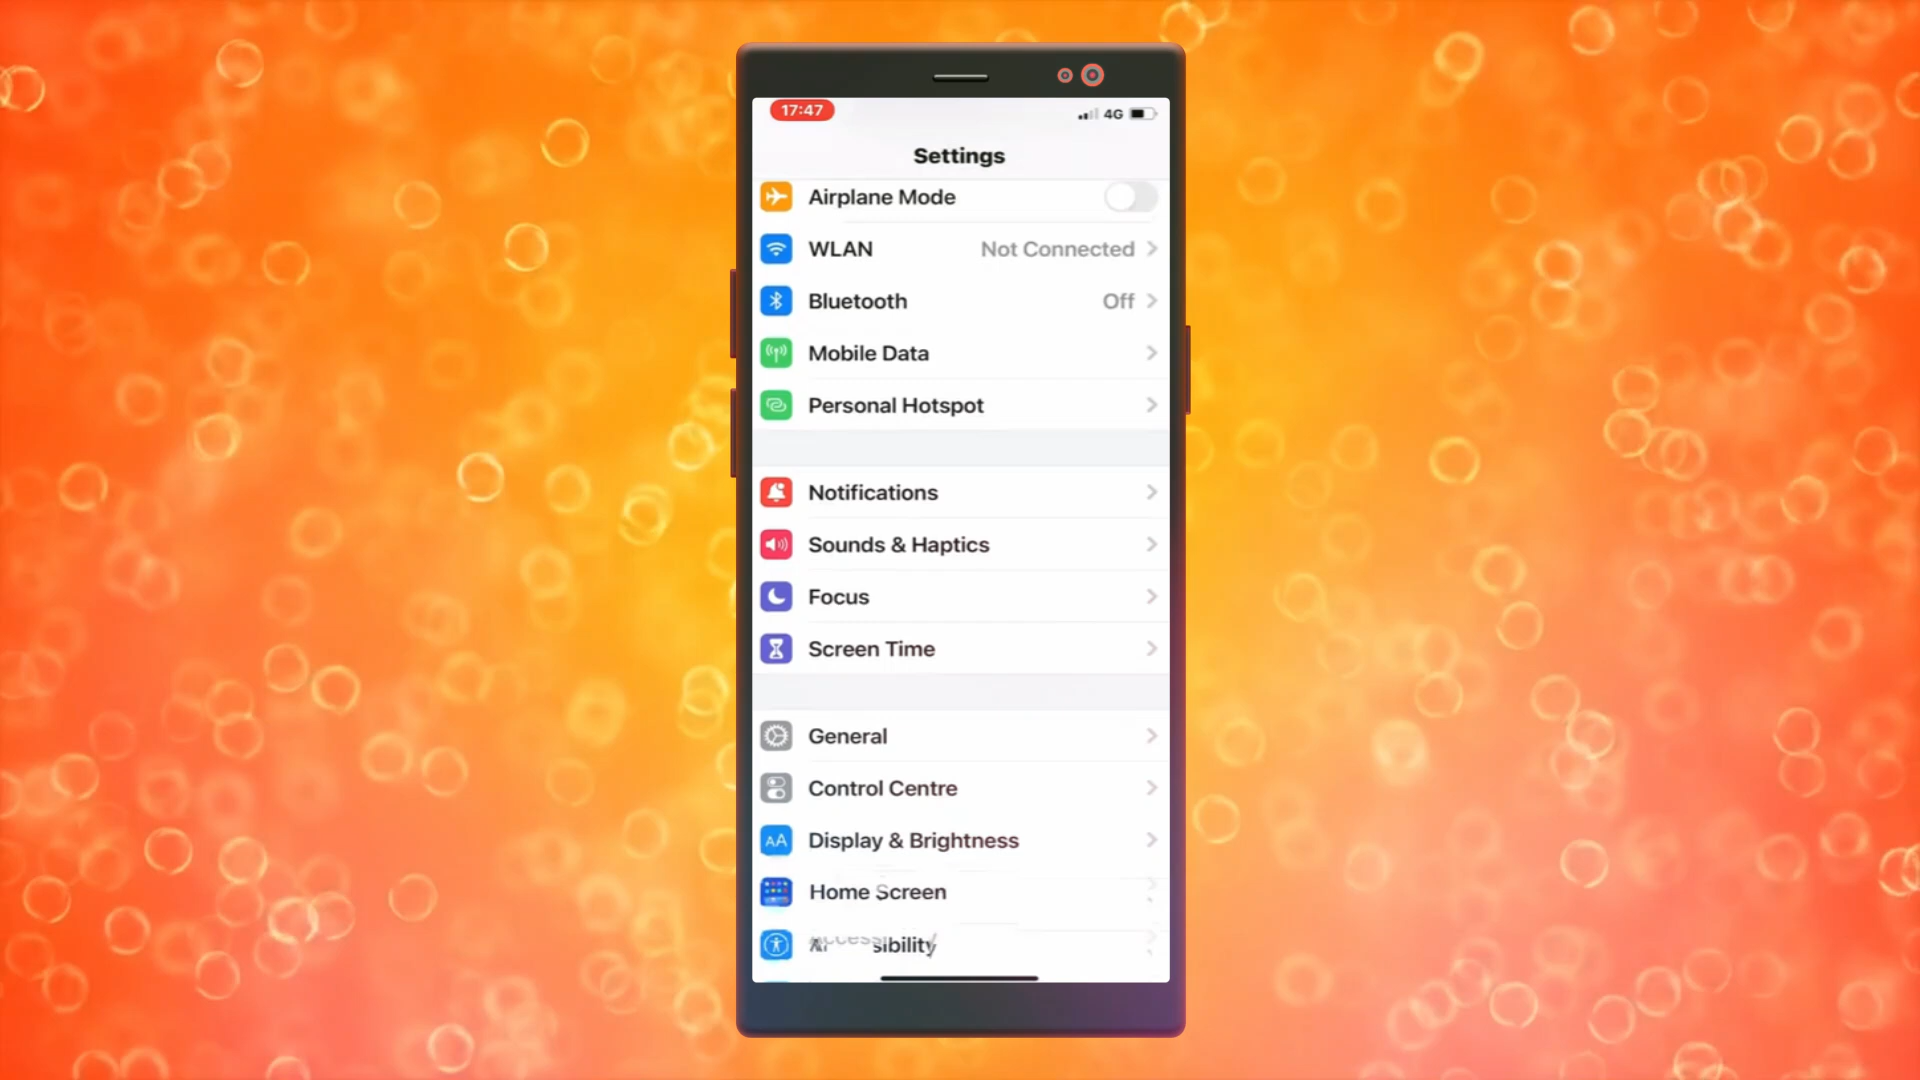 17:47
4G
Settings
Airplane Mode
WLAN Not Connected
Bluetooth Off
Mobile Data
Personal Hotspot
Notifications
Sounds & Haptics
Focus
Screen Time
General
Control Centre
AA Display & Brightness
Home Screen